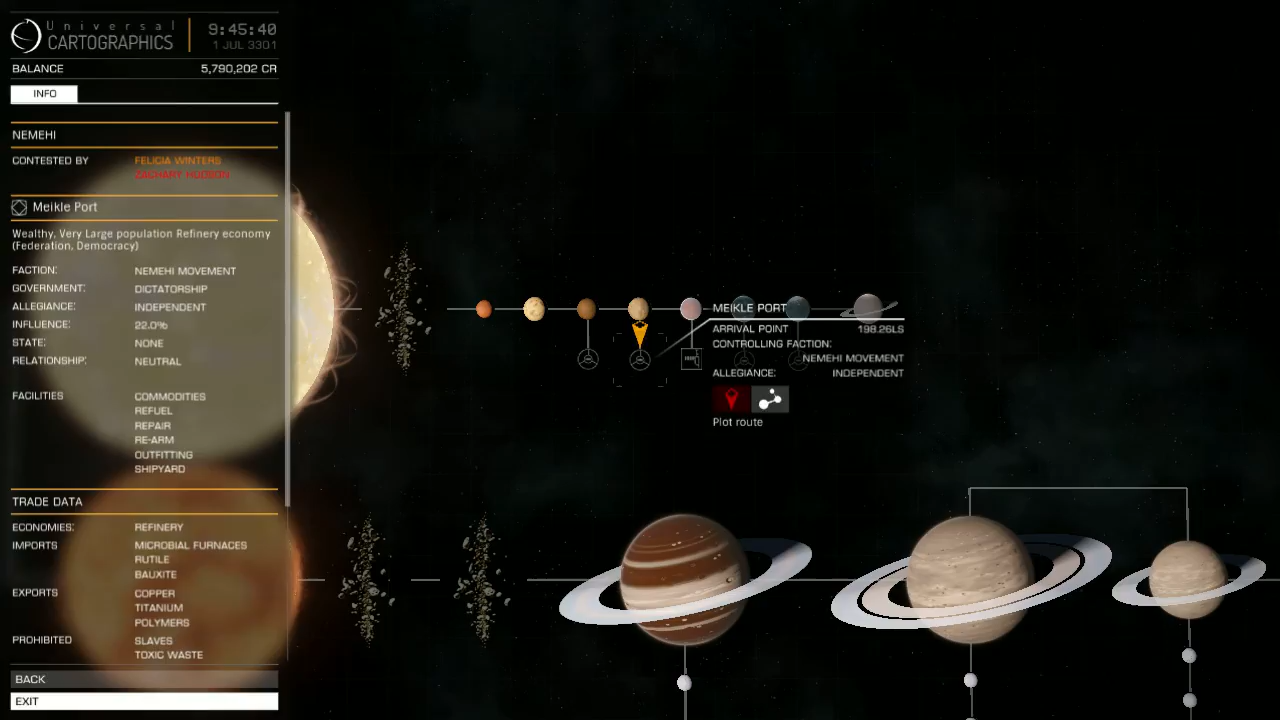 Universal
CARTOGRAPHICS
9:45:40
1 JUL 3301
BALANCE 5,790,202 CR
INFO
NEMEHI
CONTESTED BY FELICIA WINTERS
ZACHARY HUDSON
Meikle Port
Wealthy, Very Large population Refinery economy
(Federation, Democracy)
FACTION: NEMEHI MOVEMENT
GOVERNMENT: DICTATORSHIP
ALLEGIANCE: INDEPENDENT
INFLUENCE: 22.0%
STATE: NONE
RELATIONSHIP: NEUTRAL
FACILITIES COMMODITIES
REFUEL
REPAIR
RE-ARM
OUTFITTING
SHIPYARD
TRADE DATA
ECONOMIES: REFINERY
IMPORTS MICROBIAL FURNACES
RUTILE
BAUXITE
EXPORTS COPPER
TITANIUM
POLYMERS
PROHIBITED SLAVES
TOXIC WASTE
BACK
EXIT
MEIKLE PORT
ARRIVAL POINT 198.26LS
CONTROLLING FACTION:
NEMEHI MOVEMENT
ALLEGIANCE: INDEPENDENT
Plot route